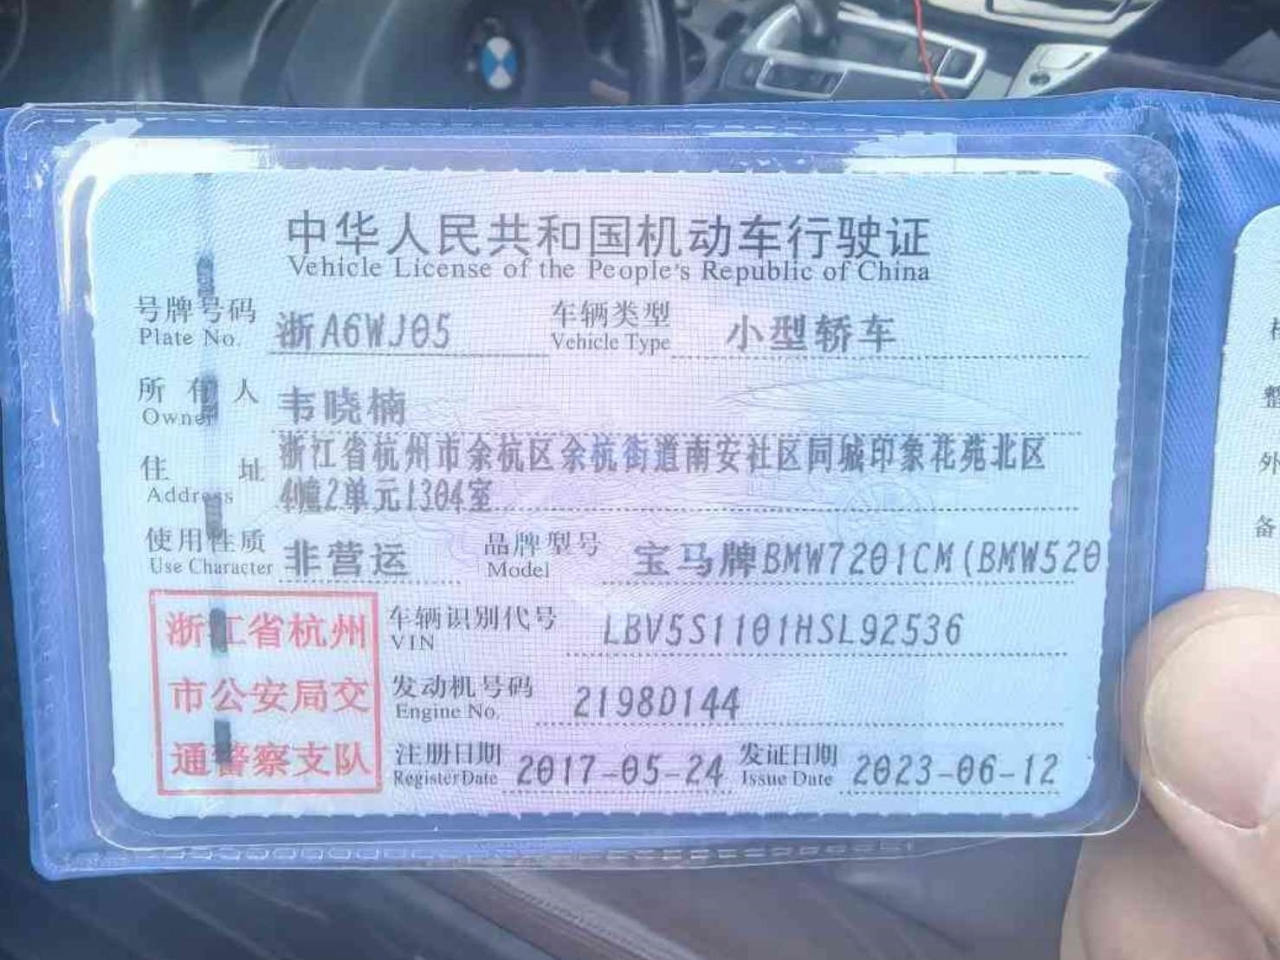 中华人民共和国机动车行驶证
Vehicle License of the People's Republic of China
号牌号码 浙A6WJ05 车辆类型 小型轿车
Plate No. Vehicle Type
所有人 韦晓楠
Owner
住址 浙江省杭州市余杭区余杭街道南安社区同城印象花苑北区
Address 4幢2单元1304室
使用性质 非营运 品牌型号 宝马牌BMW7201CM(BMW520
Use Character Model
浙江省杭州 车辆识别代号 LBV5S1101HSL92536
VIN
市公安局交 发动机号码 2198D144
Engine No.
通警察支队 注册日期 2017-05-24 发证日期 2023-06-12
Register Date Issue Date
整
外
备